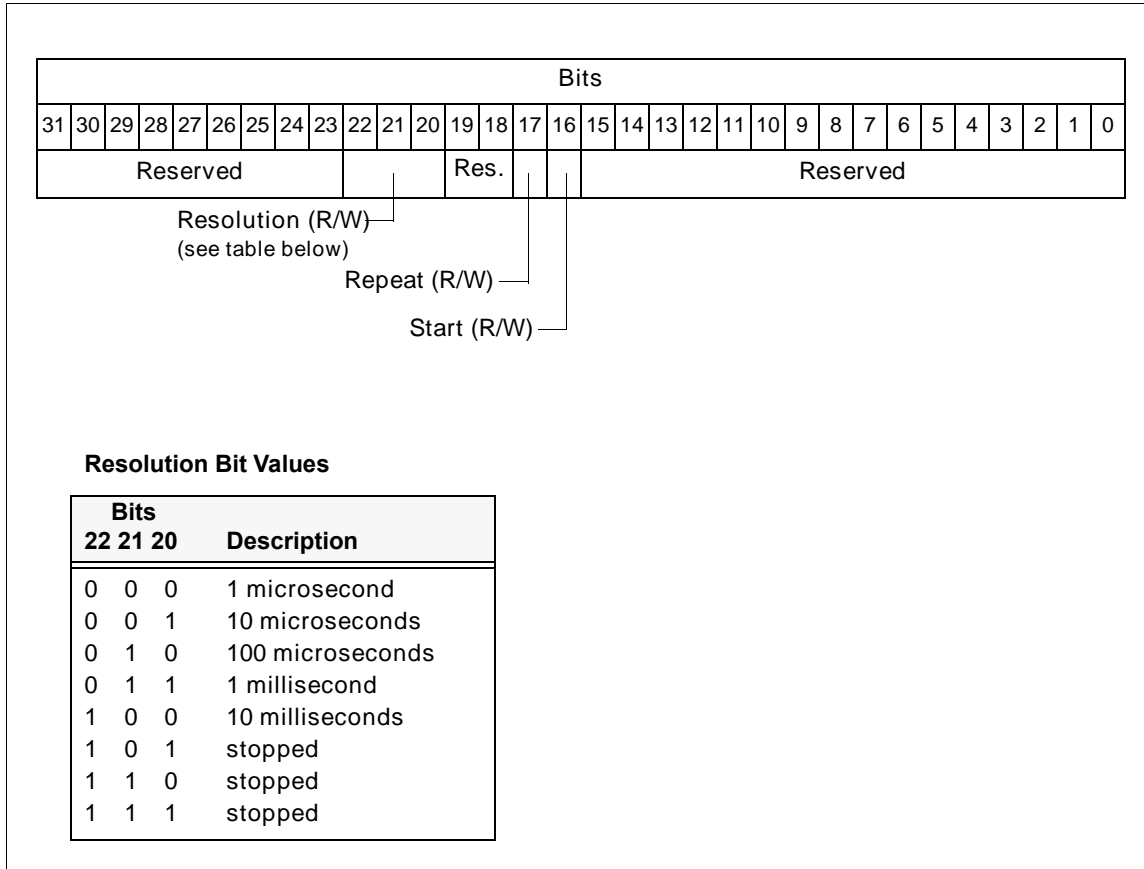 Bits
31 30 29 28 27 26 25 24 23 22 21 20 19 18 17 16 15 14 13 12 11 10 9 8 7 6 5 4 3 2 1 0
Reserved Res. Reserved
Resolution (R/W)
(see table below)
Repeat (R/W)
Start (R/W)
Resolution Bit Values
Bits
22 21 20 Description
0 0 0 1 microsecond
0 0 1 10 microseconds
0 1 0 100 microseconds
0 1 1 1 millisecond
1 0 0 10 milliseconds
1 0 1 stopped
1 1 0 stopped
1 1 1 stopped